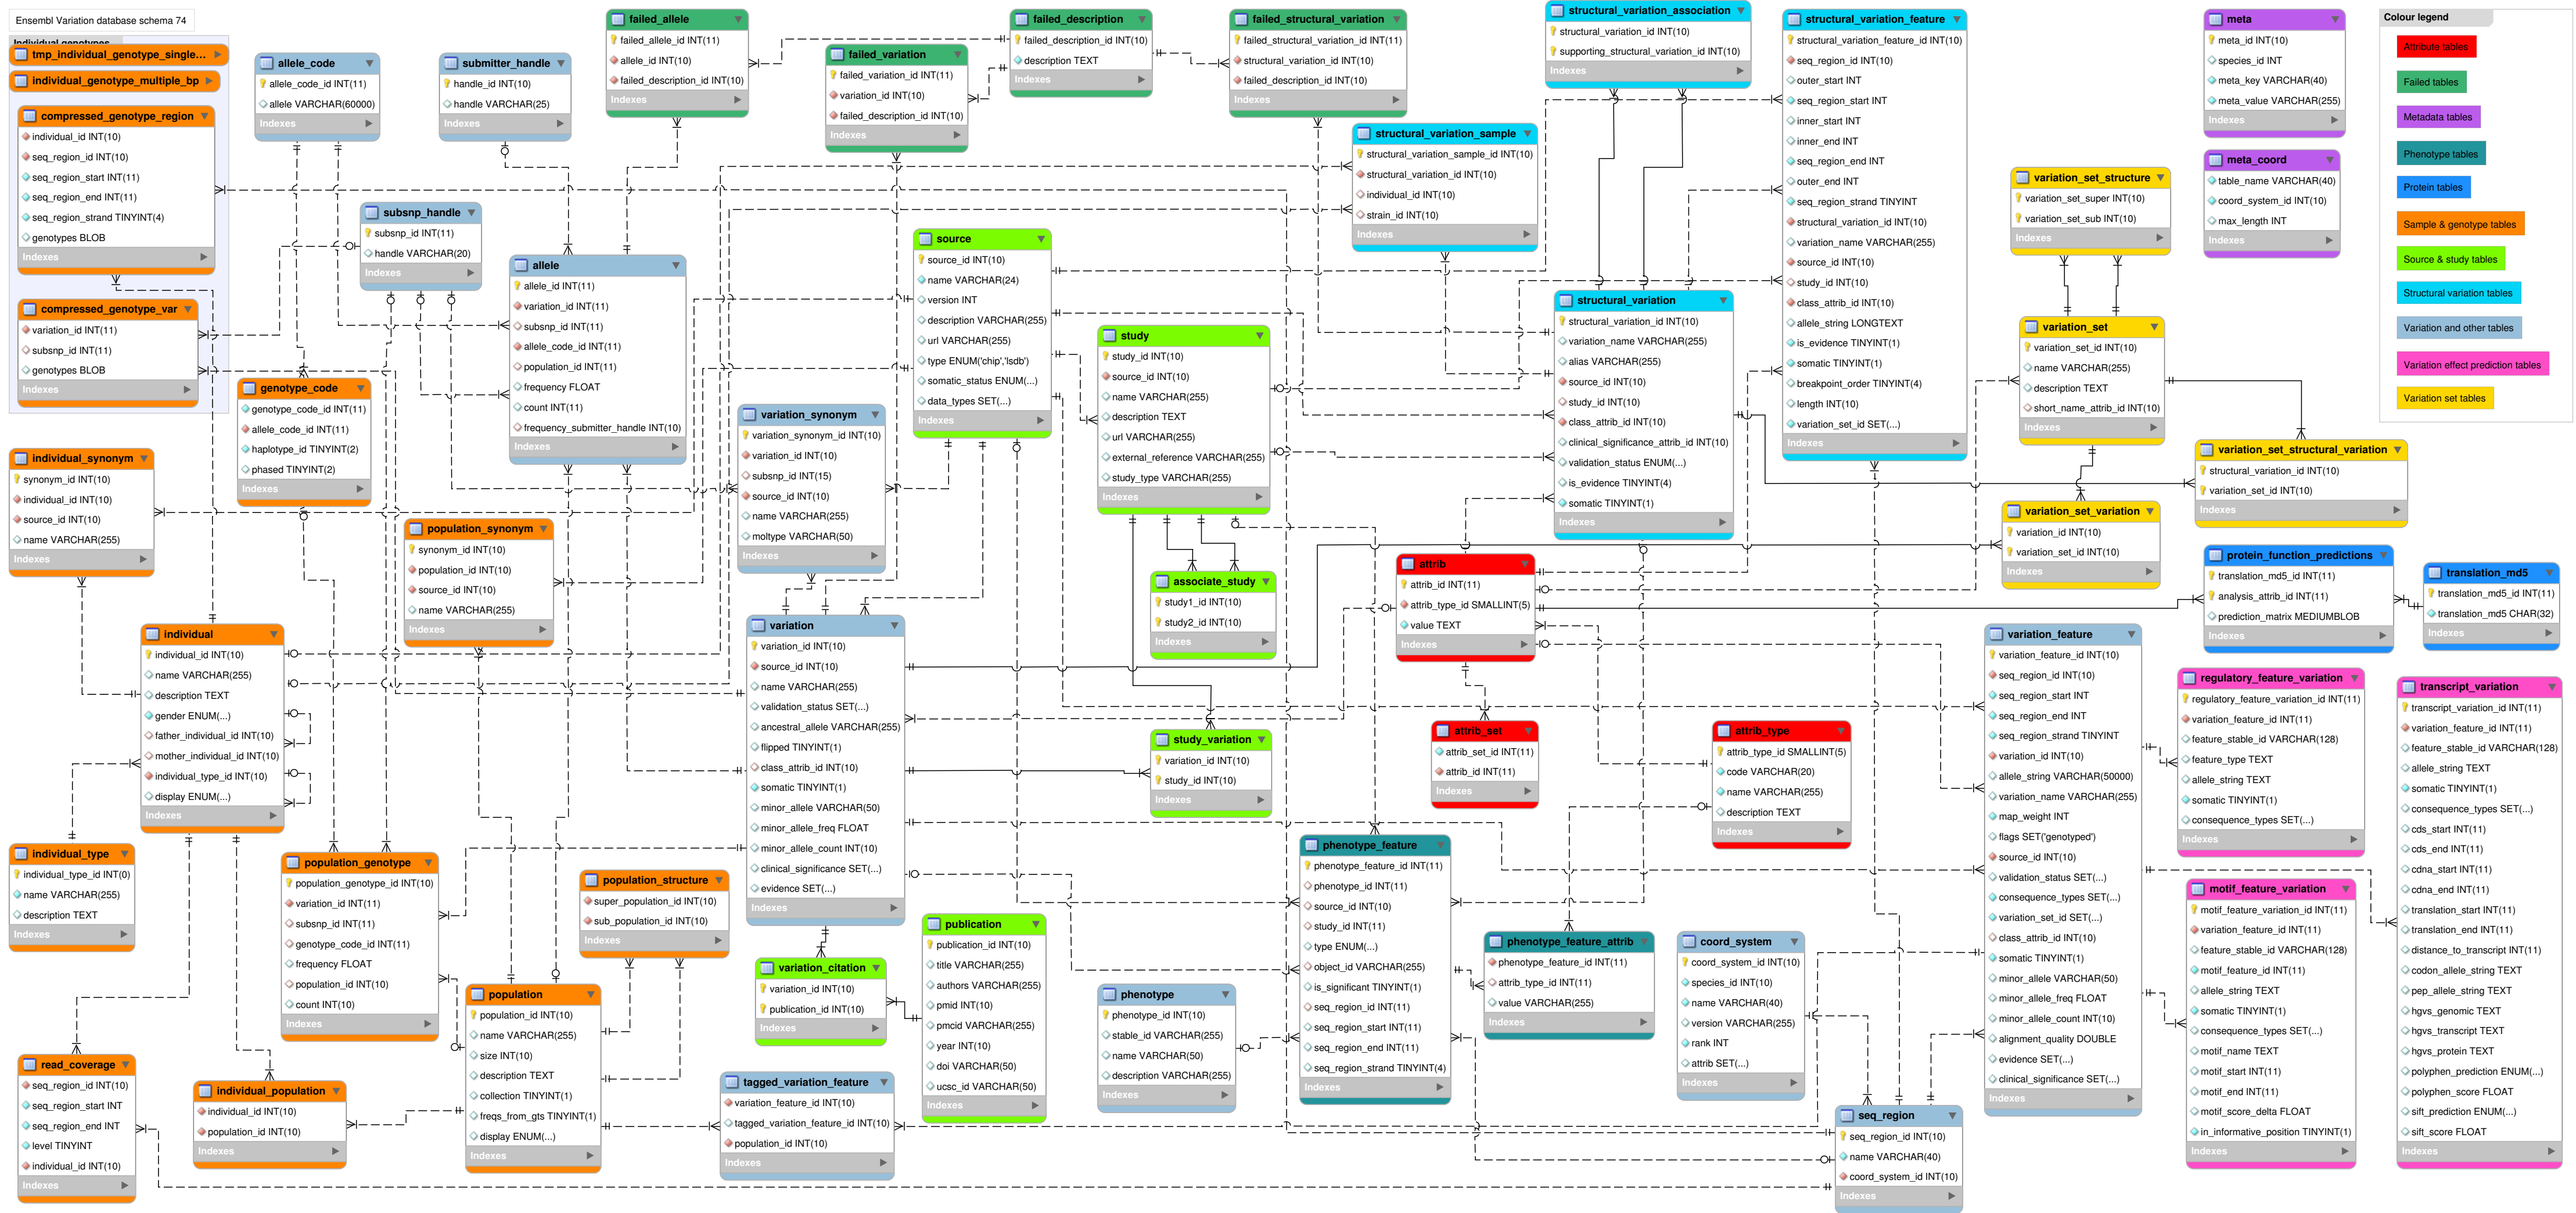 Ensembl Variation database schema 74
Individual genotypes
tmp_individual_genotype_single...
individual_genotype_multiple_bp
compressed_genotype_region
individual_id INT(10)
seq_region_id INT(10)
seq_region_start INT(11)
seq_region_end INT(11)
seq_region_strand TINYINT(4)
genotypes BLOB
Indexes
compressed_genotype_var
variation_id INT(11)
subsnp_id INT(11)
genotypes BLOB
Indexes
allele_code
allele_code_id INT(11)
allele VARCHAR(60000)
Indexes
submitter_handle
handle_id INT(10)
handle VARCHAR(25)
Indexes
failed_allele
failed_allele_id INT(11)
allele_id INT(10)
failed_description_id INT(10)
Indexes
failed_variation
failed_variation_id INT(11)
variation_id INT(10)
failed_description_id INT(10)
Indexes
failed_description
failed_description_id INT(10)
description TEXT
Indexes
failed_structural_variation
failed_structural_variation_id INT(11)
structural_variation_id INT(10)
failed_description_id INT(10)
Indexes
structural_variation_association
structural_variation_id INT(10)
supporting_structural_variation_id INT(10)
Indexes
structural_variation_sample
structural_variation_sample_id INT(10)
structural_variation_id INT(10)
individual_id INT(10)
strain_id INT(10)
Indexes
structural_variation_feature
structural_variation_feature_id INT(10)
seq_region_id INT(10)
outer_start INT
seq_region_start INT
inner_start INT
inner_end INT
seq_region_end INT
outer_end INT
seq_region_strand TINYINT
structural_variation_id INT(10)
variation_name VARCHAR(255)
source_id INT(10)
study_id INT(10)
class_attrib_id INT(10)
allele_string LONGTEXT
is_evidence TINYINT(1)
somatic TINYINT(1)
breakpoint_order TINYINT(4)
length INT(10)
variation_set_id SET(...)
Indexes
meta
meta_id INT(10)
species_id INT
meta_key VARCHAR(40)
meta_value VARCHAR(255)
Indexes
meta_coord
table_name VARCHAR(40)
coord_system_id INT(10)
max_length INT
Indexes
Colour legend
Attribute tables
Failed tables
Metadata tables
Phenotype tables
Protein tables
Sample & genotype tables
Source & study tables
Structural variation tables
Variation and other tables
Variation effect prediction tables
Variation set tables
variation_set_structure
variation_set_super INT(10)
variation_set_sub INT(10)
Indexes
variation_set
variation_set_id INT(10)
name VARCHAR(255)
description TEXT
short_name_attrib_id INT(10)
Indexes
variation_set_structural_variation
structural_variation_id INT(10)
variation_set_id INT(10)
Indexes
variation_set_variation
variation_id INT(10)
variation_set_id INT(10)
Indexes
subsnp_handle
subsnp_id INT(11)
handle VARCHAR(20)
Indexes
allele
allele_id INT(11)
variation_id INT(11)
subsnp_id INT(11)
allele_code_id INT(11)
population_id INT(11)
frequency FLOAT
count INT(11)
frequency_submitter_handle INT(10)
Indexes
genotype_code
genotype_code_id INT(11)
allele_code_id INT(11)
haplotype_id TINYINT(2)
phased TINYINT(2)
Indexes
source
source_id INT(10)
name VARCHAR(24)
version INT
description VARCHAR(255)
url VARCHAR(255)
type ENUM('chip','lsdb')
somatic_status ENUM(...)
data_types SET(...)
Indexes
study
study_id INT(10)
source_id INT(10)
name VARCHAR(255)
description TEXT
url VARCHAR(255)
external_reference VARCHAR(255)
study_type VARCHAR(255)
Indexes
structural_variation
structural_variation_id INT(10)
variation_name VARCHAR(255)
alias VARCHAR(255)
source_id INT(10)
study_id INT(10)
class_attrib_id INT(10)
clinical_significance_attrib_id INT(10)
validation_status ENUM(...)
is_evidence TINYINT(4)
somatic TINYINT(1)
Indexes
variation_synonym
variation_synonym_id INT(10)
variation_id INT(10)
subsnp_id INT(15)
source_id INT(10)
name VARCHAR(255)
moltype VARCHAR(50)
Indexes
individual_synonym
synonym_id INT(10)
individual_id INT(10)
source_id INT(10)
name VARCHAR(255)
Indexes
population_synonym
synonym_id INT(10)
population_id INT(10)
source_id INT(10)
name VARCHAR(255)
Indexes
associate_study
study1_id INT(10)
study2_id INT(10)
Indexes
attrib
attrib_id INT(11)
attrib_type_id SMALLINT(5)
value TEXT
Indexes
protein_function_predictions
translation_md5_id INT(11)
analysis_attrib_id INT(11)
prediction_matrix MEDIUMBLOB
Indexes
translation_md5
translation_md5_id INT(11)
translation_md5 CHAR(32)
Indexes
individual
individual_id INT(10)
name VARCHAR(255)
description TEXT
gender ENUM(...)
father_individual_id INT(10)
mother_individual_id INT(10)
individual_type_id INT(10)
display ENUM(...)
Indexes
variation
variation_id INT(10)
source_id INT(10)
name VARCHAR(255)
validation_status SET(...)
ancestral_allele VARCHAR(255)
flipped TINYINT(1)
class_attrib_id INT(10)
somatic TINYINT(1)
minor_allele VARCHAR(50)
minor_allele_freq FLOAT
minor_allele_count INT(10)
clinical_significance SET(...)
evidence SET(...)
Indexes
study_variation
variation_id INT(10)
study_id INT(10)
Indexes
attrib_set
attrib_set_id INT(11)
attrib_id INT(11)
Indexes
attrib_type
attrib_type_id SMALLINT(5)
code VARCHAR(20)
name VARCHAR(255)
description TEXT
Indexes
variation_feature
variation_feature_id INT(10)
seq_region_id INT(10)
seq_region_start INT
seq_region_end INT
seq_region_strand TINYINT
variation_id INT(10)
allele_string VARCHAR(50000)
variation_name VARCHAR(255)
map_weight INT
flags SET('genotyped')
source_id INT(10)
validation_status SET(...)
consequence_types SET(...)
variation_set_id SET(...)
class_attrib_id INT(10)
somatic TINYINT(1)
minor_allele VARCHAR(50)
minor_allele_freq FLOAT
minor_allele_count INT(10)
alignment_quality DOUBLE
evidence SET(...)
clinical_significance SET(...)
Indexes
regulatory_feature_variation
regulatory_feature_variation_id INT(11)
variation_feature_id INT(11)
feature_stable_id VARCHAR(128)
feature_type TEXT
allele_string TEXT
somatic TINYINT(1)
consequence_types SET(...)
Indexes
transcript_variation
transcript_variation_id INT(11)
variation_feature_id INT(11)
feature_stable_id VARCHAR(128)
allele_string TEXT
somatic TINYINT(1)
consequence_types SET(...)
cds_start INT(11)
cds_end INT(11)
cdna_start INT(11)
cdna_end INT(11)
translation_start INT(11)
translation_end INT(11)
distance_to_transcript INT(11)
codon_allele_string TEXT
pep_allele_string TEXT
hgvs_genomic TEXT
hgvs_transcript TEXT
hgvs_protein TEXT
polyphen_prediction ENUM(...)
polyphen_score FLOAT
sift_prediction ENUM(...)
sift_score FLOAT
Indexes
motif_feature_variation
motif_feature_variation_id INT(11)
variation_feature_id INT(11)
feature_stable_id VARCHAR(128)
motif_feature_id INT(11)
allele_string TEXT
somatic TINYINT(1)
consequence_types SET(...)
motif_name TEXT
motif_start INT(11)
motif_end INT(11)
motif_score_delta FLOAT
in_informative_position TINYINT(1)
Indexes
individual_type
individual_type_id INT(0)
name VARCHAR(255)
description TEXT
Indexes
population_genotype
population_genotype_id INT(10)
variation_id INT(11)
subsnp_id INT(11)
genotype_code_id INT(11)
frequency FLOAT
population_id INT(10)
count INT(10)
Indexes
population_structure
super_population_id INT(10)
sub_population_id INT(10)
Indexes
phenotype_feature
phenotype_feature_id INT(11)
phenotype_id INT(11)
source_id INT(10)
study_id INT(11)
type ENUM(...)
object_id VARCHAR(255)
is_significant TINYINT(1)
seq_region_id INT(11)
seq_region_start INT(11)
seq_region_end INT(11)
seq_region_strand TINYINT(4)
Indexes
publication
publication_id INT(10)
title VARCHAR(255)
authors VARCHAR(255)
pmid INT(10)
pmcid VARCHAR(255)
year INT(10)
doi VARCHAR(50)
ucsc_id VARCHAR(50)
Indexes
phenotype_feature_attrib
phenotype_feature_id INT(11)
attrib_type_id INT(11)
value VARCHAR(255)
Indexes
coord_system
coord_system_id INT(10)
species_id INT(10)
name VARCHAR(40)
version VARCHAR(255)
rank INT
attrib SET(...)
Indexes
variation_citation
variation_id INT(10)
publication_id INT(10)
Indexes
population
population_id INT(10)
name VARCHAR(255)
size INT(10)
description TEXT
collection TINYINT(1)
freqs_from_gts TINYINT(1)
display ENUM(...)
Indexes
phenotype
phenotype_id INT(10)
stable_id VARCHAR(255)
name VARCHAR(50)
description VARCHAR(255)
Indexes
read_coverage
seq_region_id INT(10)
seq_region_start INT
seq_region_end INT
level TINYINT
individual_id INT(10)
Indexes
individual_population
individual_id INT(10)
population_id INT(10)
Indexes
tagged_variation_feature
variation_feature_id INT(10)
tagged_variation_feature_id INT(10)
population_id INT(10)
Indexes
seq_region
seq_region_id INT(10)
name VARCHAR(40)
coord_system_id INT(10)
Indexes